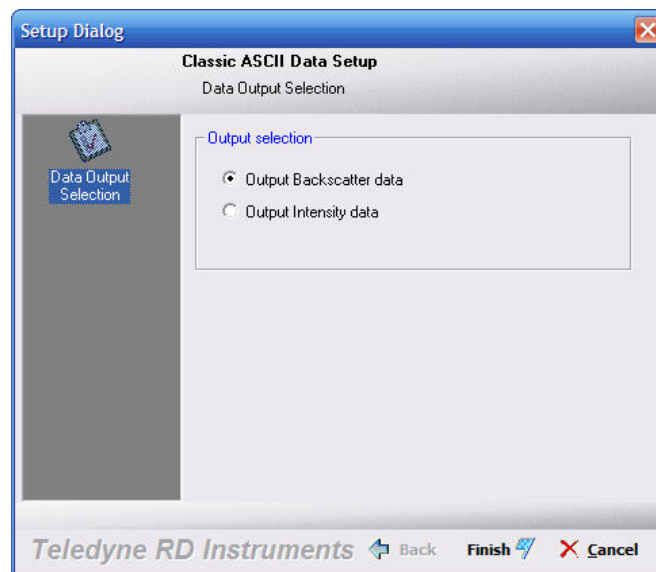 Setup Dialog
Classic ASCII Data Setup
Data Output Selection
Data Output
Selection
Output selection
Output Backscatter data
Output Intensity data
Teledyne RD Instruments
Back
Finish
Cancel